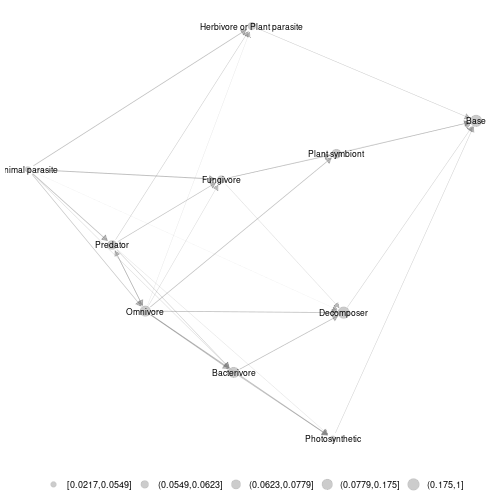 Herbivore or Plant parasite
Base
Plant symbiont
nimal parasite
Fungivore
Predator
Omnivore
Decomposer
Bacterivore
Photosynthetic
[0.0217,0.0549] (0.0549,0.0623] (0.0623,0.0779] (0.0779,0.175] (0.175,1]